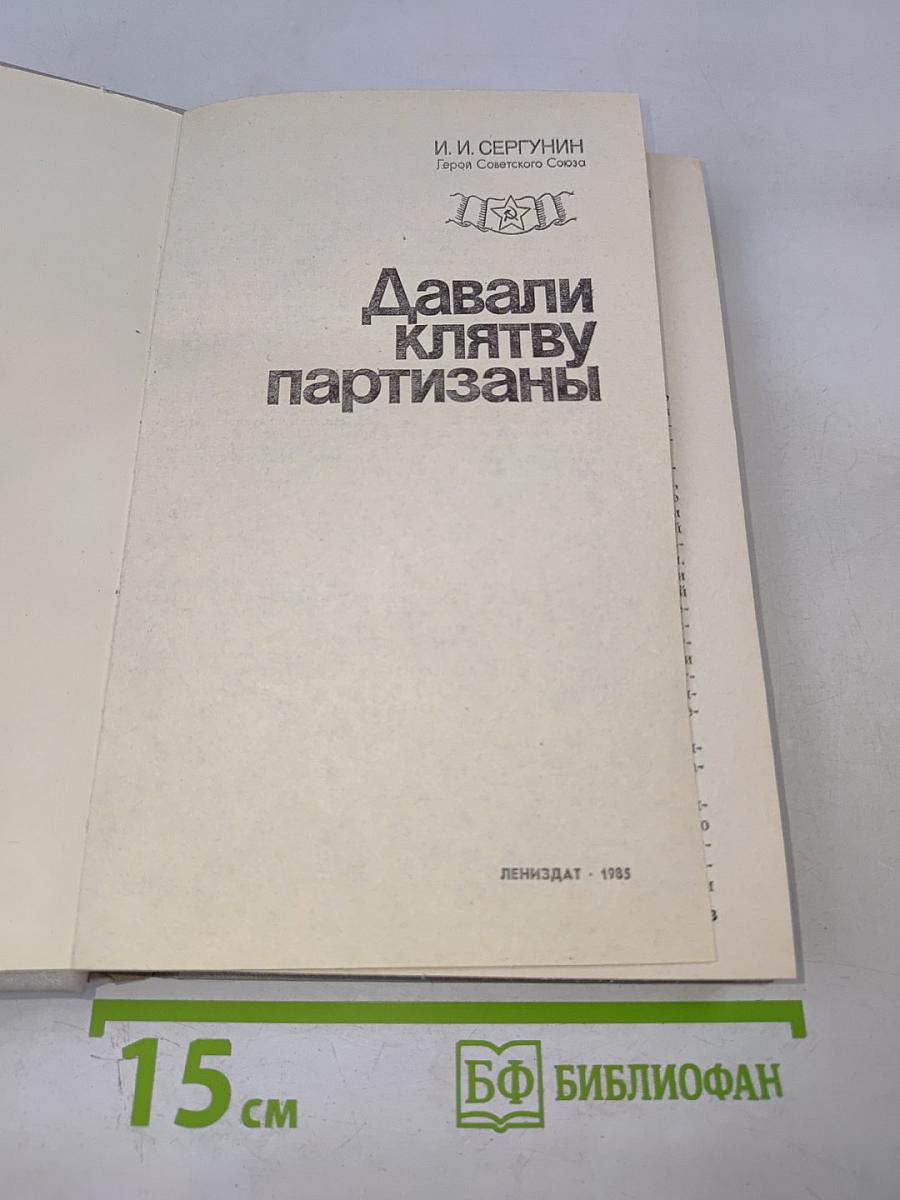 И. И. СЕРГУНИН
Герой Советского Союза
Давали
клятву
партизаны
ЛЕНИЗДАТ · 1985
15 см
БФ БИБЛИОФАН